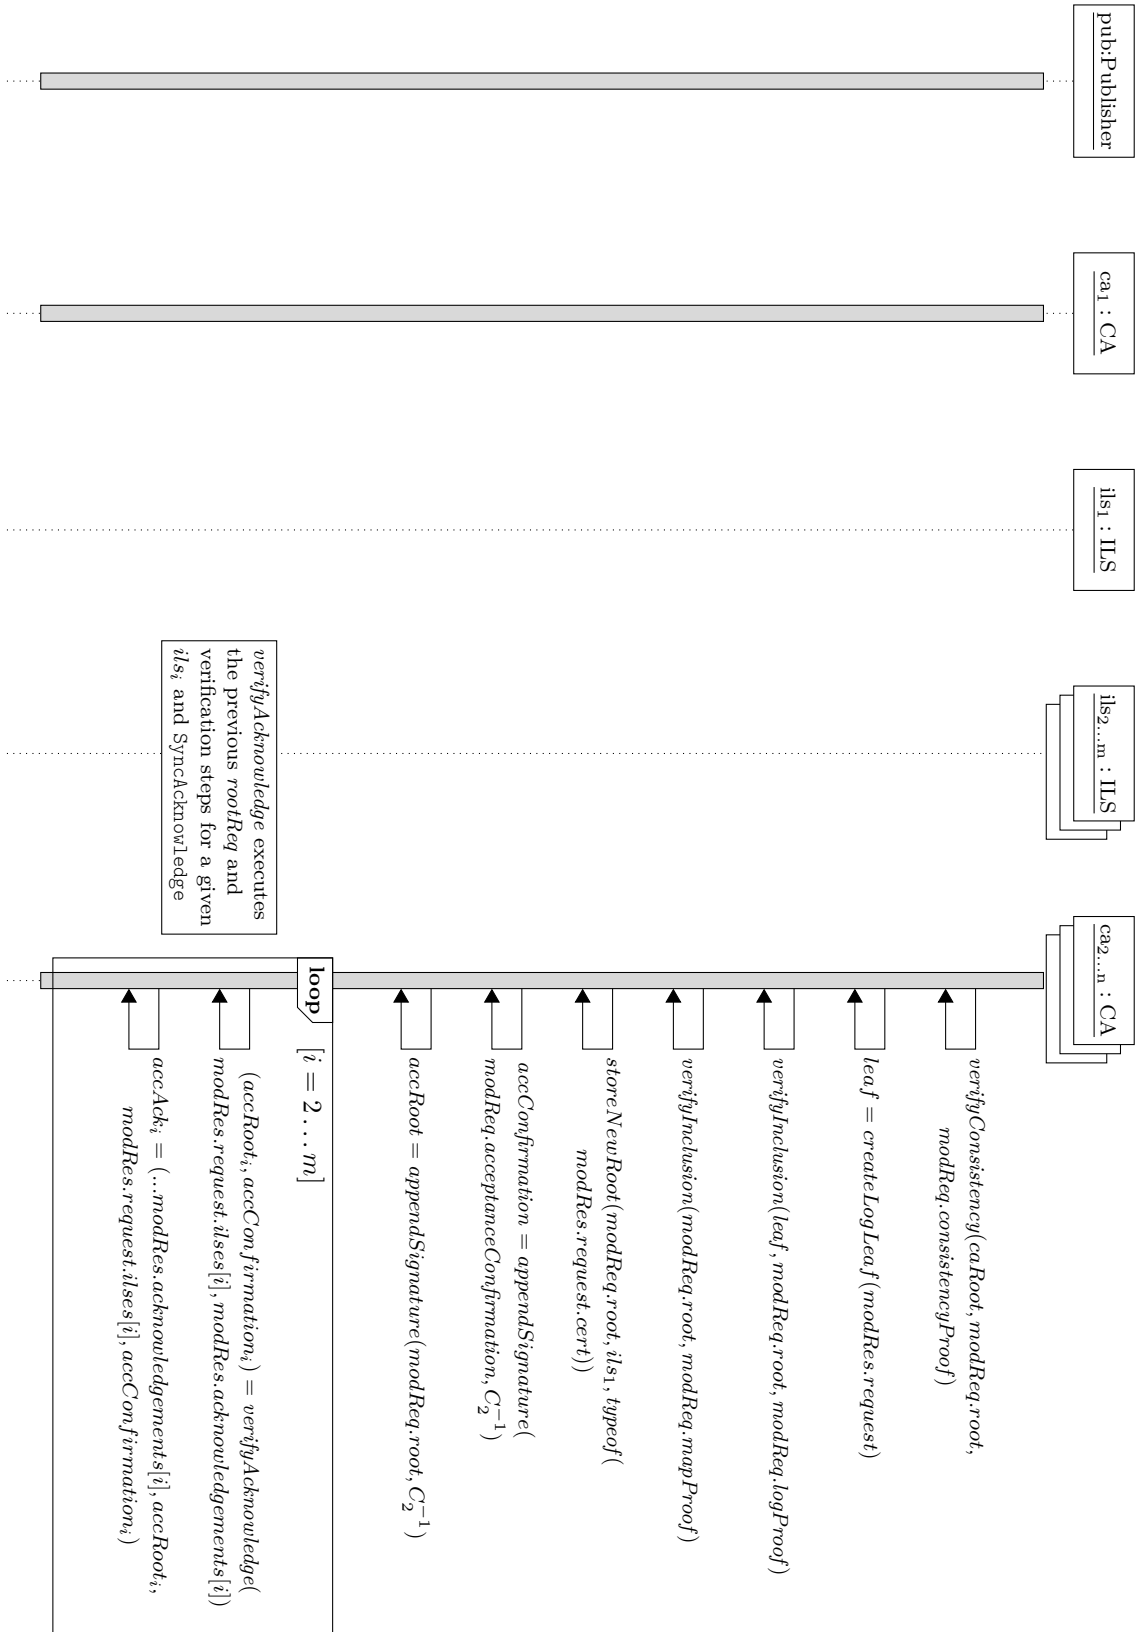 pub:Publisher
ca₁ : CA
ils₁ : ILS
ils₂...ₘ : ILS
ca₂...ₙ : CA
verifyConsistency(caRoot, modReq.root,
modReq.consistencyProof)
leaf = createLogLeaf(modRes.request)
verifyInclusion(leaf, modReq.root, modReq.logProof)
verifyInclusion(modReq.root, modReq.mapProof)
storeNewRoot(modReq.root, ils₁, typeof(
modRes.request.cert))
accConfirmation = appendSignature(
modReq.acceptanceConfirmation, C₂⁻¹)
accRoot = appendSignature(modReq.root, C₂⁻¹)
loop
[i = 2 . . . m]
(accRootᵢ, accConfirmationᵢ) = verifyAcknowledge(
modRes.request.ilses[i], modRes.acknowledgements[i])
accAckᵢ = (...modRes.acknowledgements[i], accRootᵢ,
modRes.request.ilses[i], accConfirmationᵢ)
verifyAcknowledge executes
the previous rootReq and
verification steps for a given
ilsᵢ and SyncAcknowledge